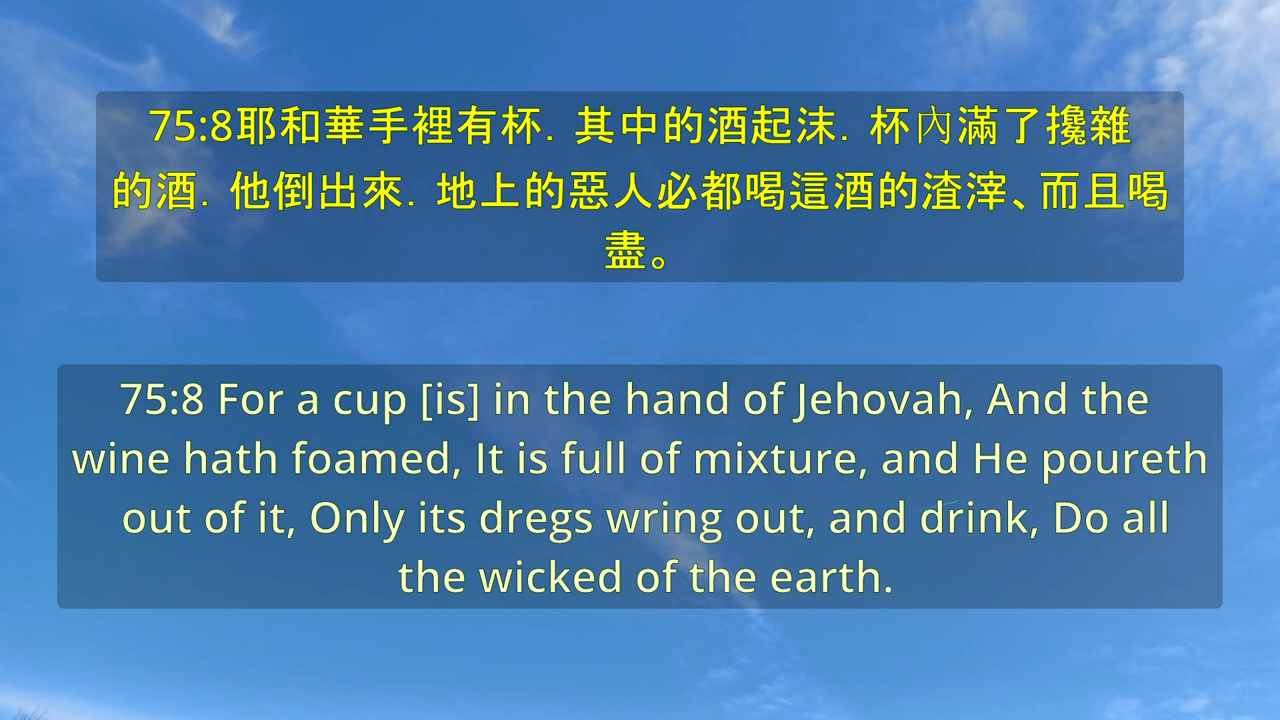 75:8耶和華手裡有杯．其中的酒起沫．杯內滿了攙雜
的酒．他倒出來．地上的惡人必都喝這酒的渣滓、而且喝
盡。
75:8 For a cup [is] in the hand of Jehovah, And the
wine hath foamed, It is full of mixture, and He poureth
out of it, Only its dregs wring out, and drink, Do all
the wicked of the earth.